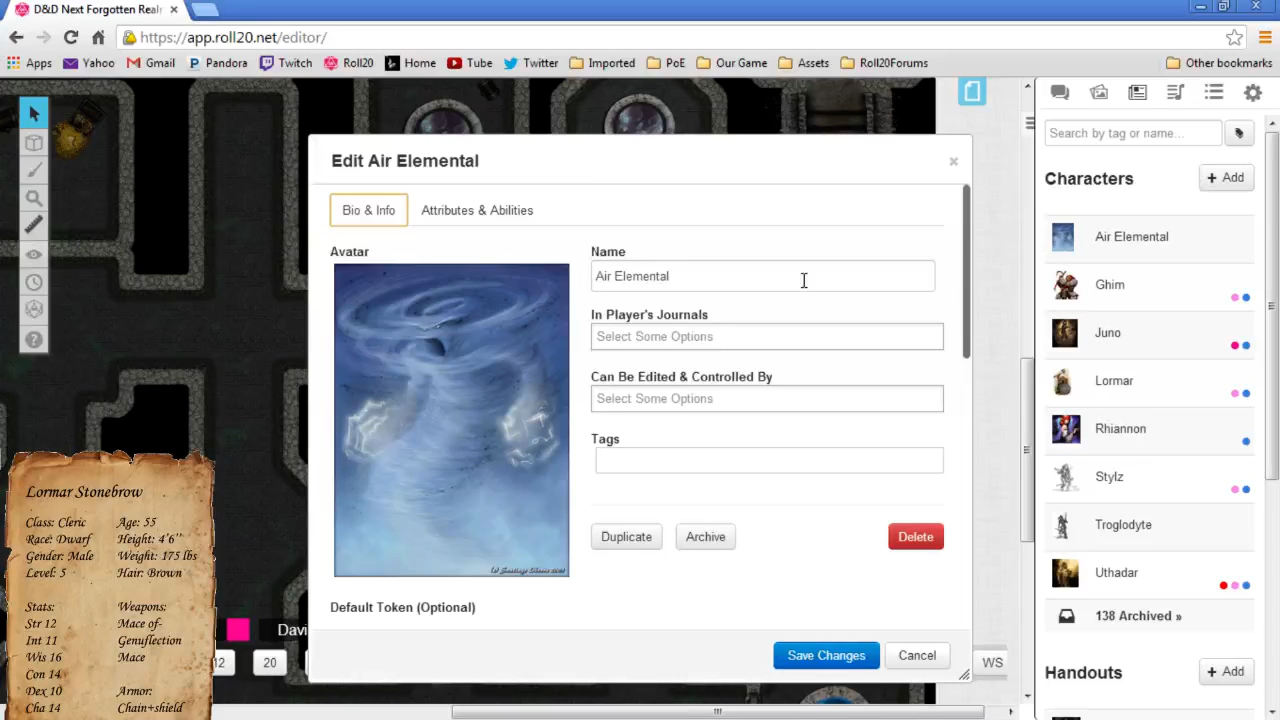 D&D Next Forgotten Real
https://app.roll20.net/editor/
Apps Yahoo Gmail Pandora Twitch Roll20 Home Tube Twitter Imported PoE Our Game Assets Roll20Forums Other bookmarks
Search by tag or name...
Edit Air Elemental
Bio & Info Attributes & Abilities
Avatar
Name
Air Elemental
In Player's Journals
Select Some Options
Can Be Edited & Controlled By
Select Some Options
Tags
Duplicate Archive Delete
Default Token (Optional)
Save Changes Cancel
Characters + Add
Air Elemental
Ghim
Juno
Lormar
Rhiannon
Stylz
Troglodyte
Uthadar
138 Archived »
Handouts + Add
Lormar Stonebrow
Class: Cleric Age: 55
Race: Dwarf Height: 4'6''
Gender: Male Weight: 175 lbs
Level: 5 Hair: Brown
Stats: Weapons:
Str 12 Mace of-
Int 11 Genuflection
Wis 16 Mace
Con 14
Dex 10 Armor:
Cha 14 Chain+shield
Davi
12 20 WS